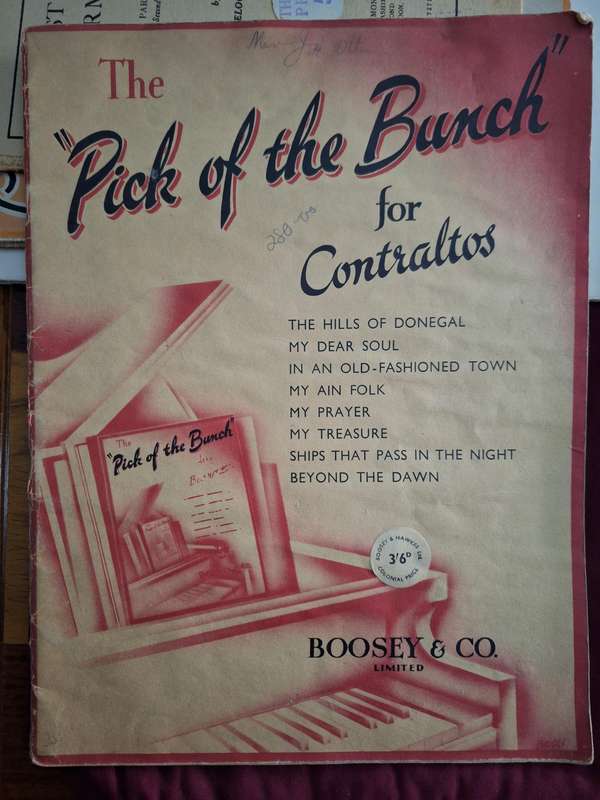 The
"Pick of the Bunch"
for
Contraltos
THE HILLS OF DONEGAL
MY DEAR SOUL
IN AN OLD-FASHIONED TOWN
MY AIN FOLK
MY PRAYER
MY TREASURE
SHIPS THAT PASS IN THE NIGHT
BEYOND THE DAWN
The
"Pick of the Bunch"
for
BOOSEY & HAWKES LTD.
3'6D
COLONIAL PRICE
BOOSEY & CO.
LIMITED